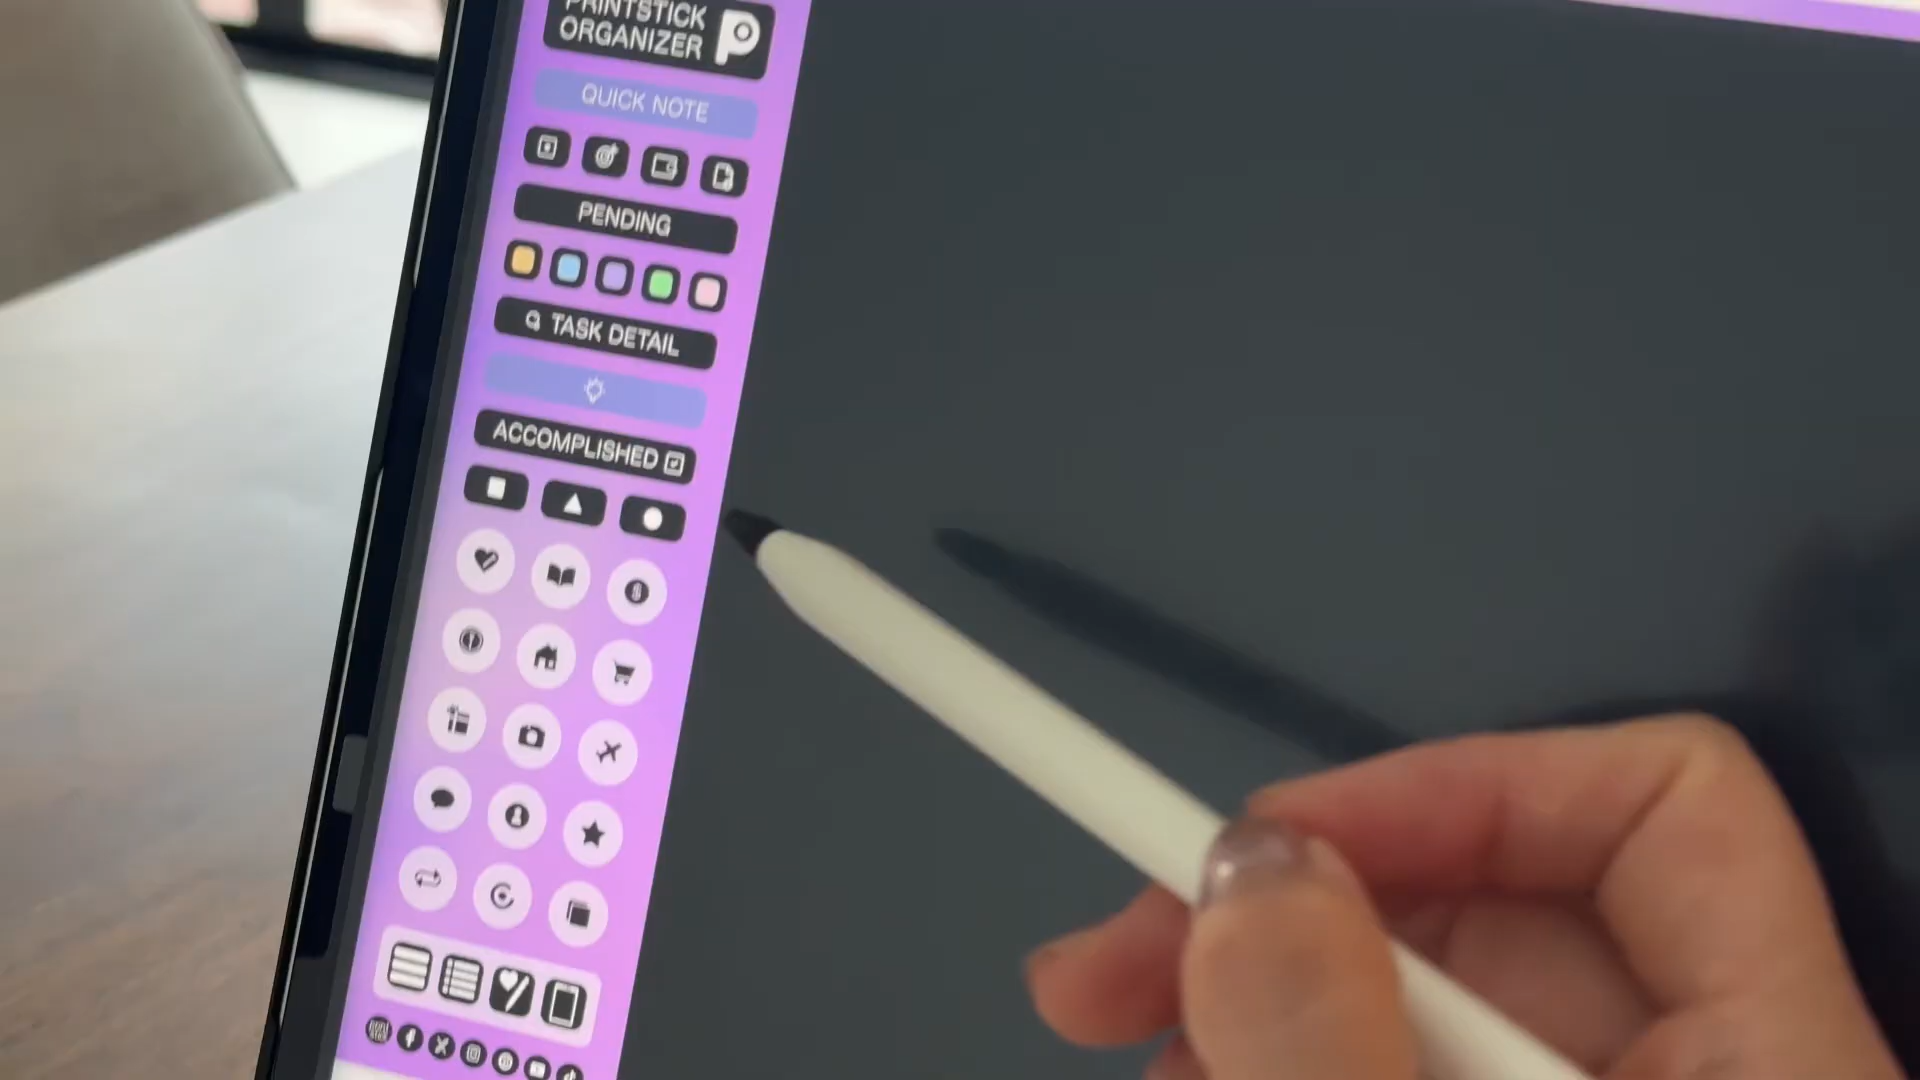 PRINTSTICK
ORGANIZER
QUICK NOTE
PENDING
TASK DETAIL
ACCOMPLISHED